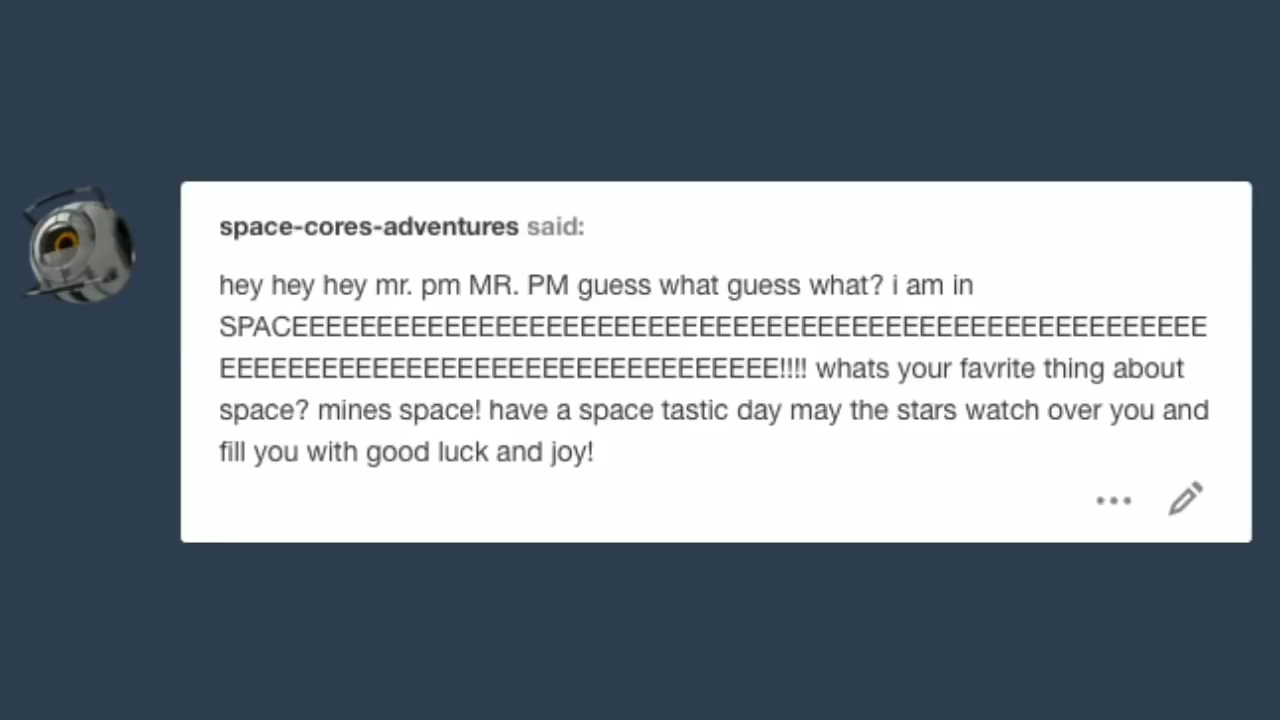 space-cores-adventures said:
hey hey hey mr. pm MR. PM guess what guess what? i am in
SPACEEEEEEEEEEEEEEEEEEEEEEEEEEEEEEEEEEEEEEEEEEEEEEEEEEEEEE
EEEEEEEEEEEEEEEEEEEEEEEEEEEEEEEEE!!!! whats your favrite thing about
space? mines space! have a space tastic day may the stars watch over you and
fill you with good luck and joy!